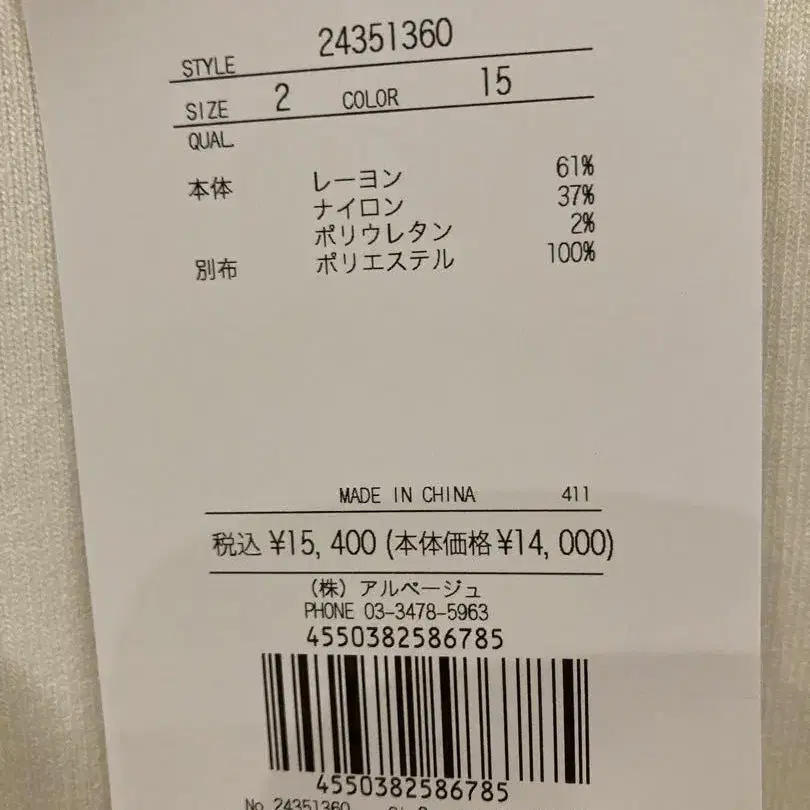 STYLE 24351360
SIZE 2 COLOR 15
QUAL.
本体 レーヨン 61%
ナイロン 37%
ポリウレタン 2%
別布 ポリエステル 100%
MADE IN CHINA 411
税込 ¥15,400 (本体価格 ¥14,000)
(株) アルページュ
PHONE 03-3478-5963
4550382586785
4550382586785
No 24351360